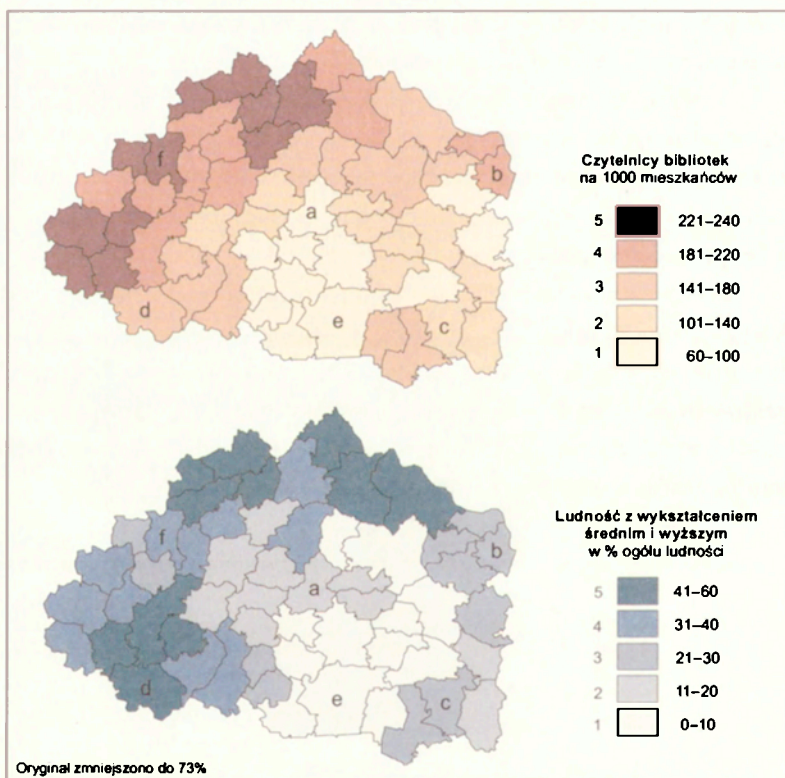 Czytelnicy bibliotek
na 1000 mieszkańców
5 221–240
4 181–220
3 141–180
2 101–140
1 60–100
f
b
a
d
e
c
Ludność z wykształceniem
średnim i wyższym
w % ogólu ludności
5 41–60
4 31–40
3 21–30
2 11–20
1 0–10
f
b
a
d
e
c
Oryginał zmniejszono do 73%